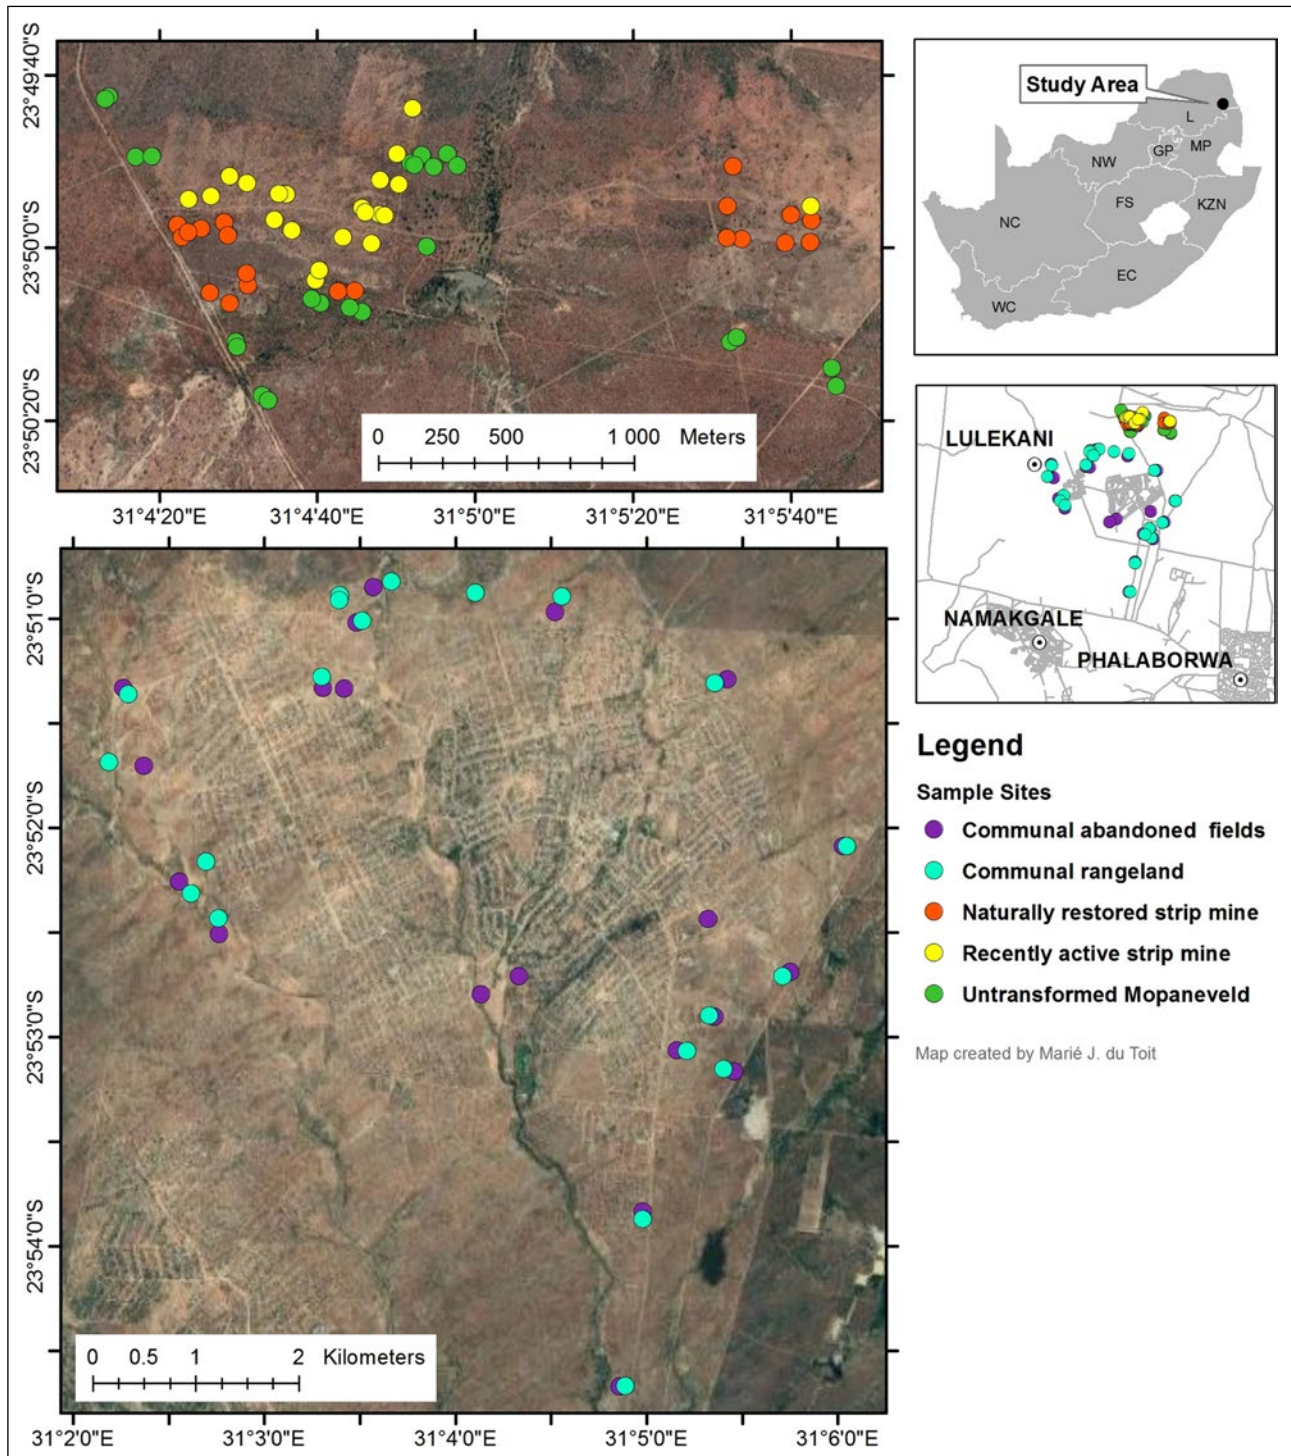 23°49'40"S
23°50'0"S
23°50'20"S
0 250 500 1 000 Meters
31°4'20"E 31°4'40"E 31°5'0"E 31°5'20"E 31°5'40"E
23°51'0"S
23°52'0"S
23°53'0"S
23°54'0"S
0 0.5 1 2 Kilometers
31°2'0"E 31°3'0"E 31°4'0"E 31°5'0"E 31°6'0"E
Study Area
L
NW
GP
MP
FS
KZN
NC
EC
WC
LULEKANI
NAMAKGALE
PHALABORWA
Legend
Sample Sites
Communal abandoned fields
Communal rangeland
Naturally restored strip mine
Recently active strip mine
Untransformed Mopaneveld
Map created by Marié J. du Toit